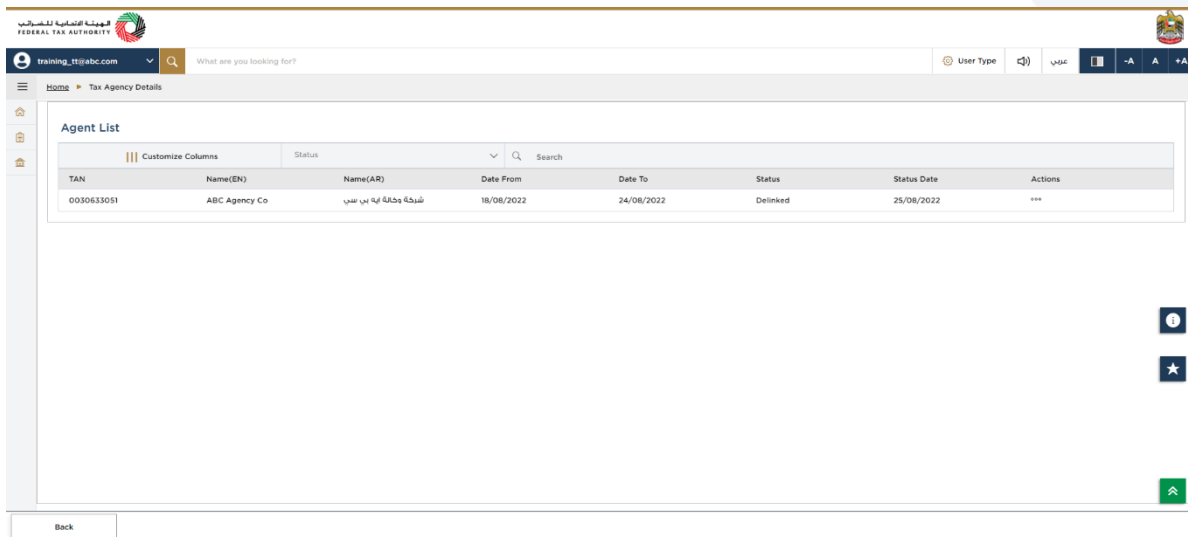 الهيئة الاتحادية للضرائب
FEDERAL TAX AUTHORITY
training_tt@abc.com
What are you looking for?
User Type
عربي
-A A +A
Home ▶ Tax Agency Details
Agent List
Customize Columns
Status
Search
TAN Name(EN) Name(AR) Date From Date To Status Status Date Actions
0030633051 ABC Agency Co شركة وكالة ايه بي سي 18/08/2022 24/08/2022 Delinked 25/08/2022
Back